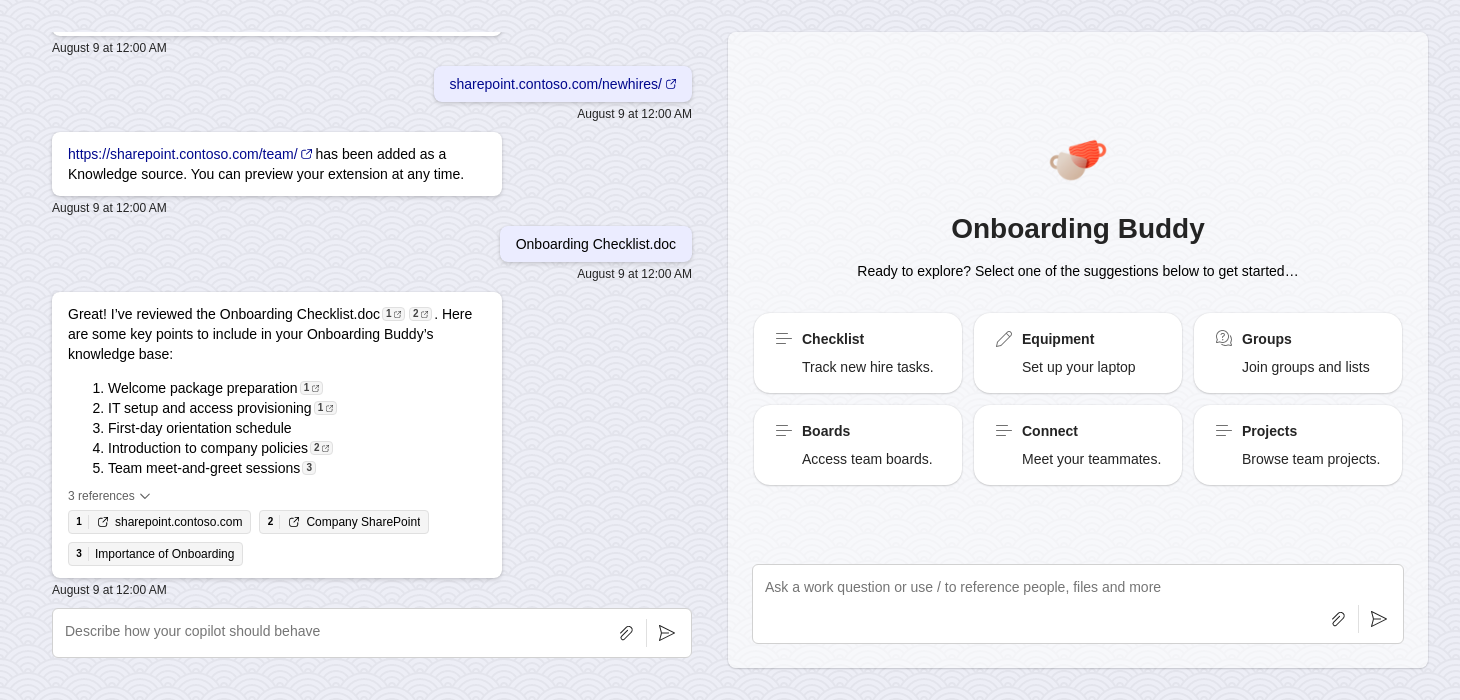 August 9 at 12:00 AM
sharepoint.contoso.com/newhires/
August 9 at 12:00 AM
https://sharepoint.contoso.com/team/ has been added as a
Knowledge source. You can preview your extension at any time.
August 9 at 12:00 AM
Onboarding Checklist.doc
August 9 at 12:00 AM
Great! I’ve reviewed the Onboarding Checklist.doc 1 2 . Here
are some key points to include in your Onboarding Buddy’s
knowledge base:
1. Welcome package preparation 1
2. IT setup and access provisioning 1
3. First-day orientation schedule
4. Introduction to company policies 2
5. Team meet-and-greet sessions 3
3 references
1 sharepoint.contoso.com 2 Company SharePoint
3 Importance of Onboarding
August 9 at 12:00 AM
Describe how your copilot should behave
Onboarding Buddy
Ready to explore? Select one of the suggestions below to get started…
Checklist
Track new hire tasks.
Equipment
Set up your laptop
Groups
Join groups and lists
Boards
Access team boards.
Connect
Meet your teammates.
Projects
Browse team projects.
Ask a work question or use / to reference people, files and more